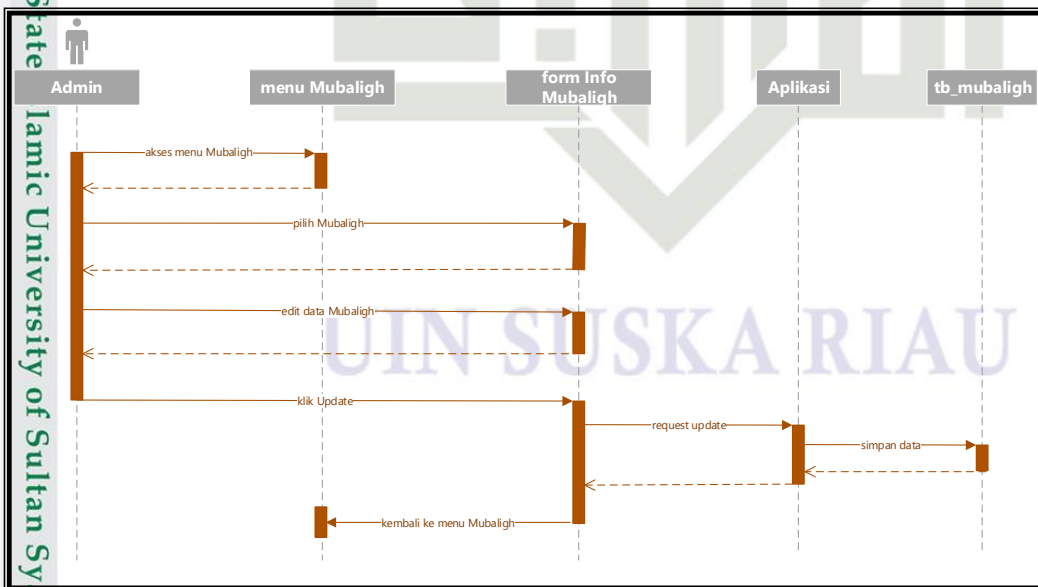 State
lamic University of Sultan Sy
Admin
menu Mubaligh
form Info
Mubaligh
Aplikasi
tb_mubaligh
akses menu Mubaligh
pilih Mubaligh
edit data Mubaligh
UIN SUSKA RIAU
klik Update
request update
simpan data
kembali ke menu Mubaligh